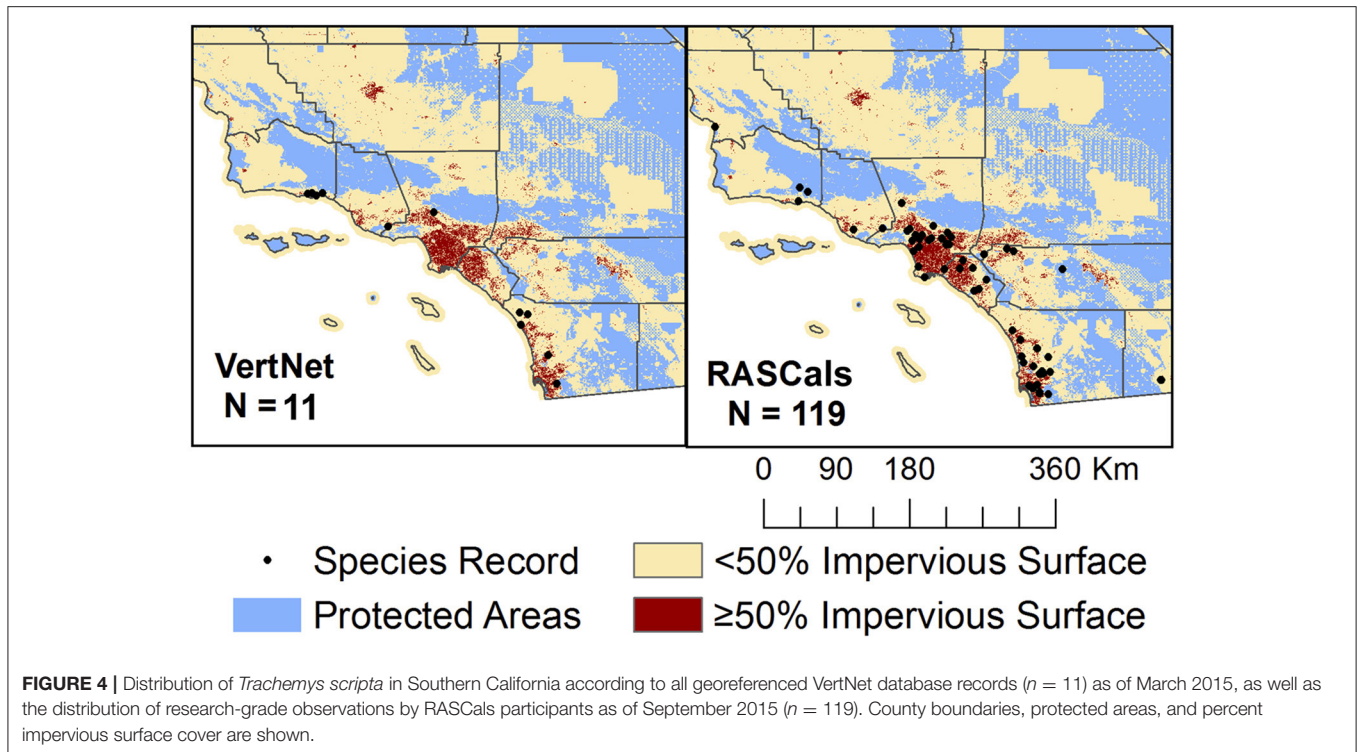 VertNet
N = 11
RASCals
N = 119
0 90 180 360 Km
Species Record
<50% Impervious Surface
Protected Areas
≥50% Impervious Surface
FIGURE 4 | Distribution of Trachemys scripta in Southern California according to all georeferenced VertNet database records (n = 11) as of March 2015, as well as
the distribution of research-grade observations by RASCals participants as of September 2015 (n = 119). County boundaries, protected areas, and percent
impervious surface cover are shown.